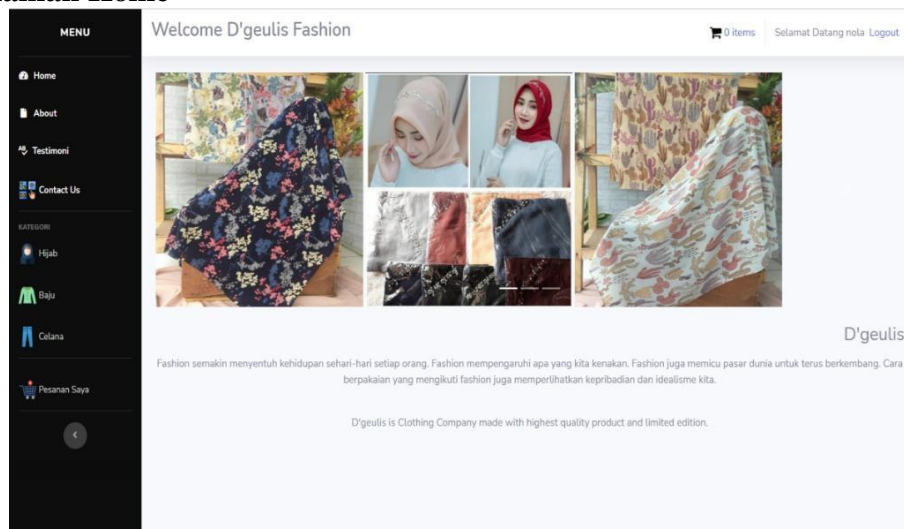 MENU
Welcome D'geulis Fashion
0 items
Selamat Datang nola Logout
Home
About
Testimoni
Contact Us
KATEGORI
Hijab
Baju
Celana
Pesanan Saya
D'geulis
Fashion semakin menyentuh kehidupan sehari-hari setiap orang. Fashion mempengaruhi apa yang kita kenakan. Fashion juga memicu pasar dunia untuk terus berkembang. Cara
berpakaian yang mengikuti fashion juga memperlihatkan kepribadian dan idealisme kita.
D'geulis is Clothing Company made with highest quality product and limited edition.